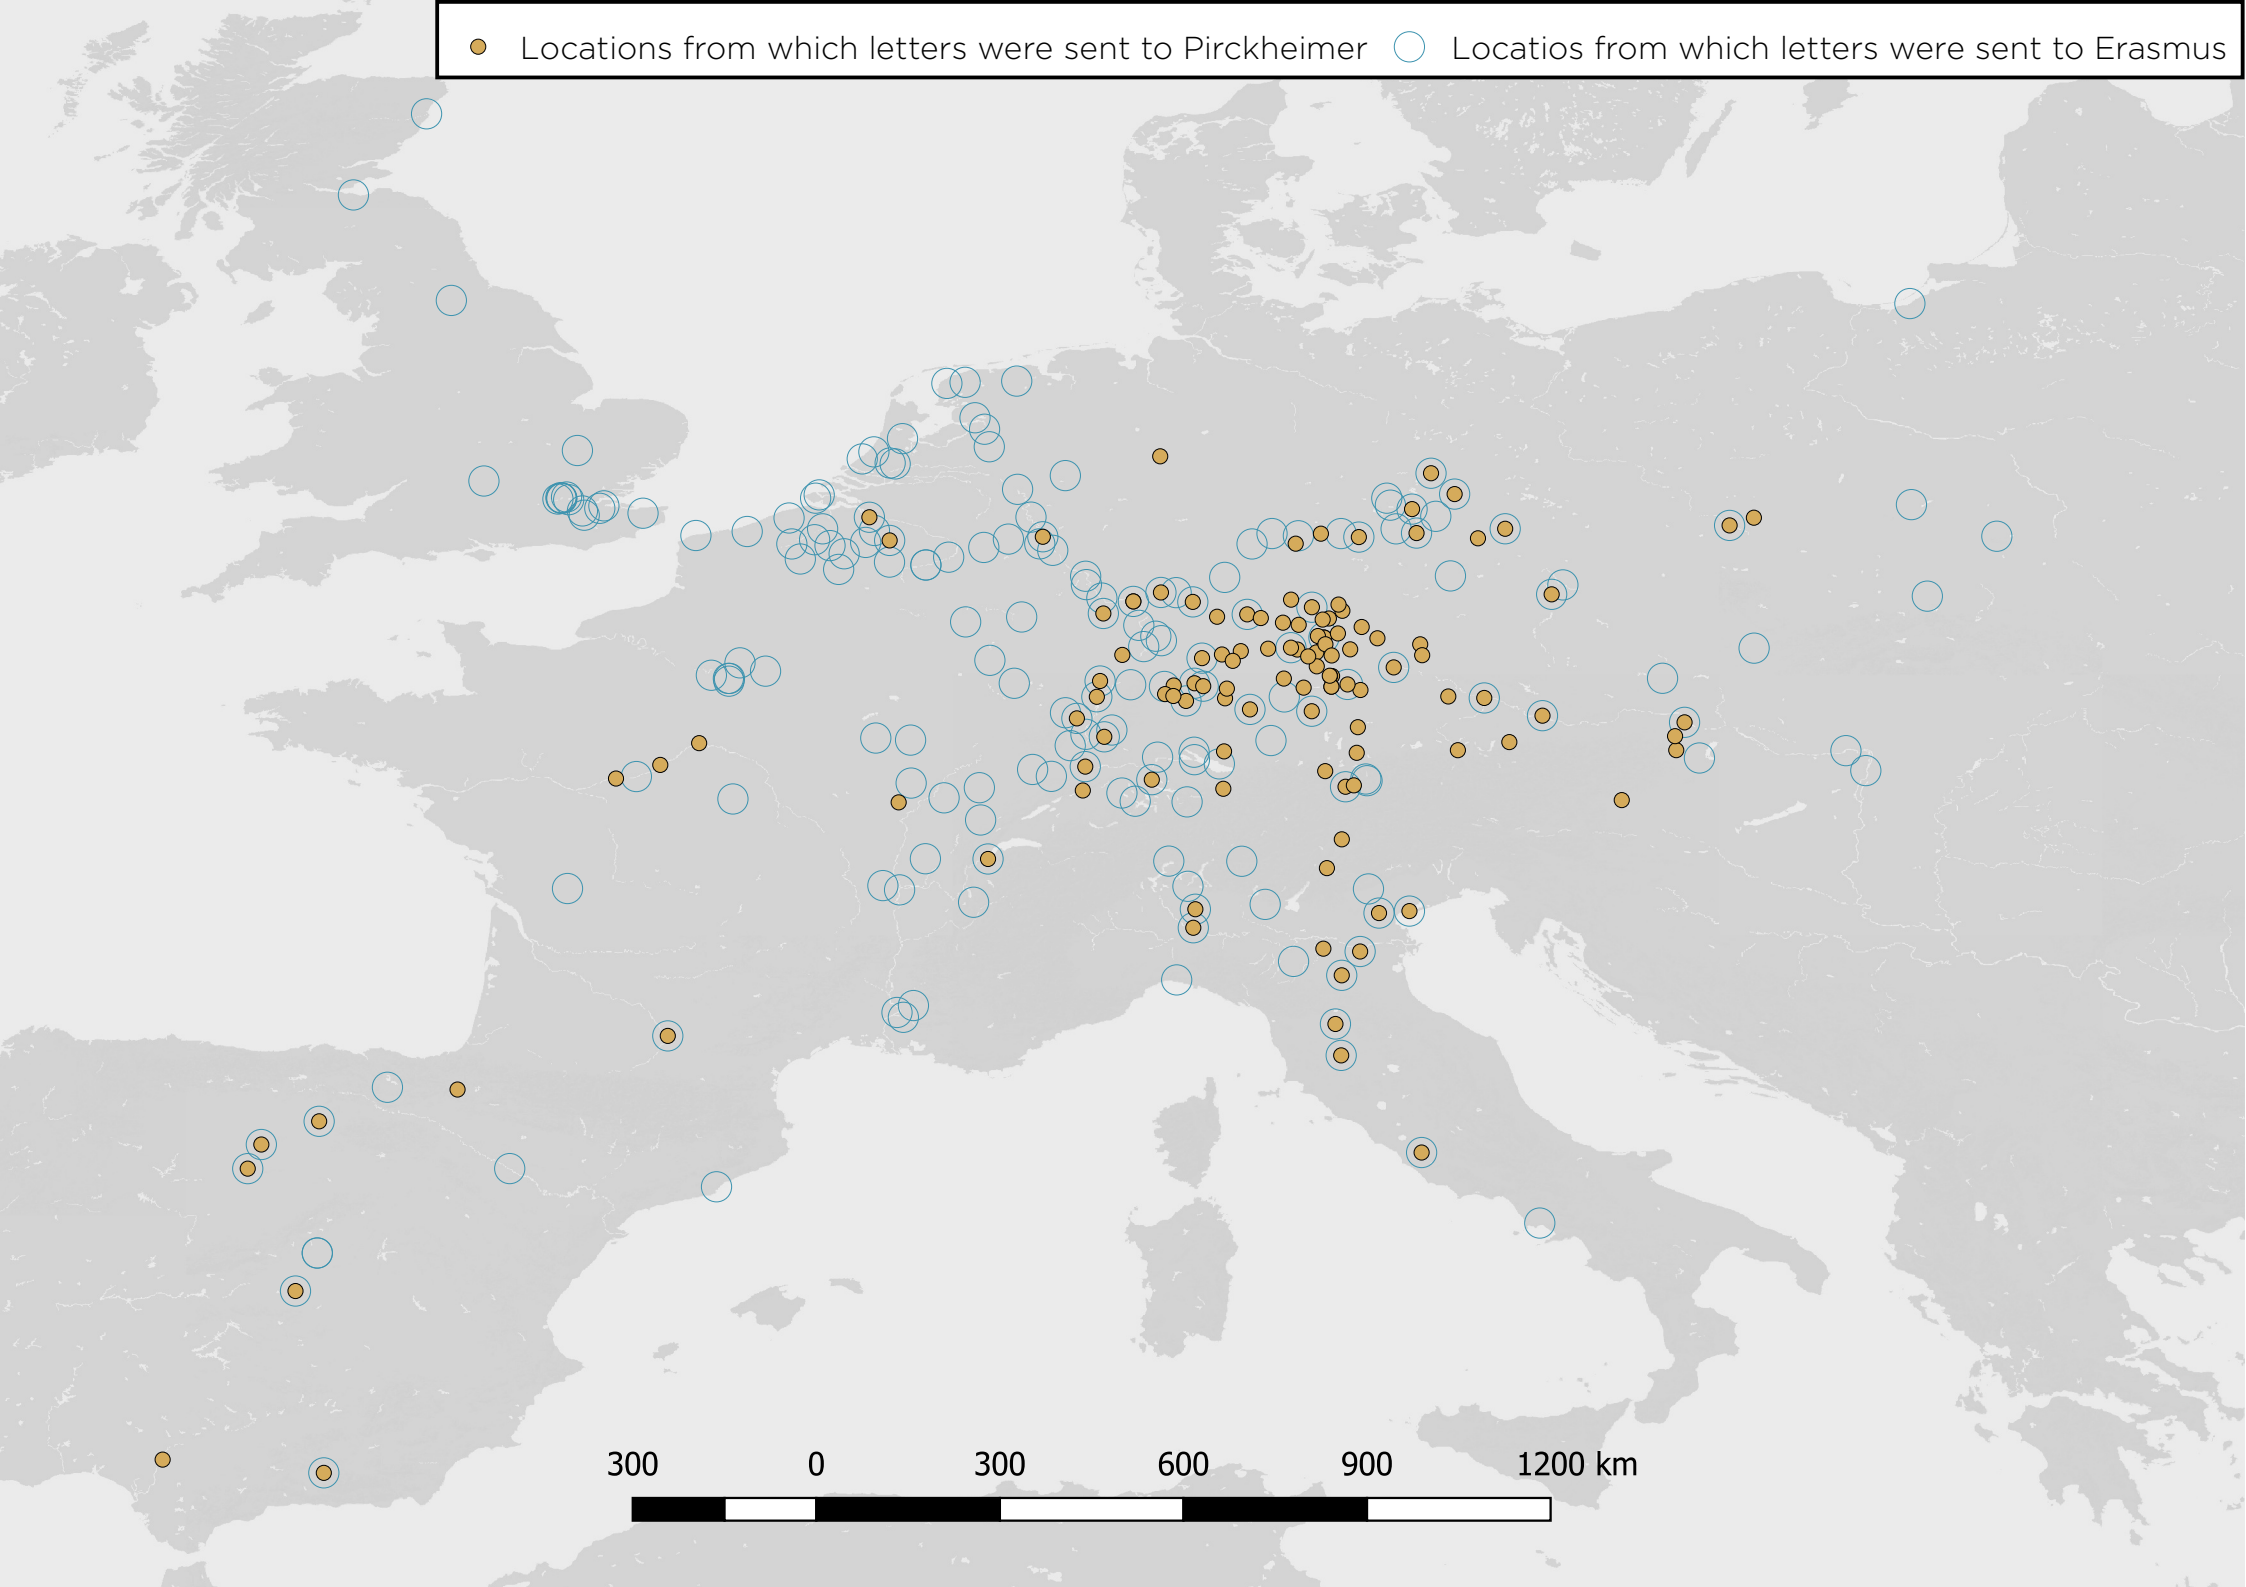 Locations from which letters were sent to Pirckheimer
Locatios from which letters were sent to Erasmus
300 0 300 600 900 1200 km